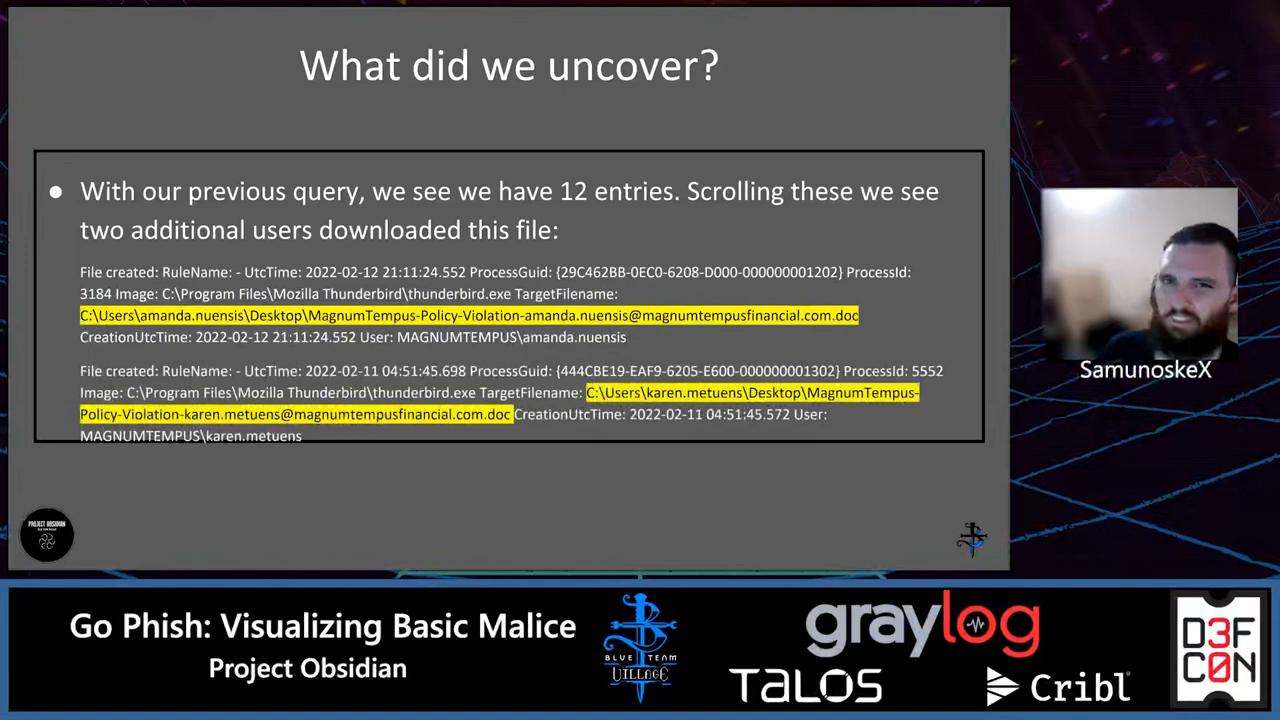 What did we uncover?
● With our previous query, we see we have 12 entries. Scrolling these we see
two additional users downloaded this file:
File created: RuleName: - UtcTime: 2022-02-12 21:11:24.552 ProcessGuid: {29C462BB-0EC0-6208-D000-000000001202} ProcessId:
3184 Image: C:\Program Files\Mozilla Thunderbird\thunderbird.exe TargetFilename:
C:\Users\amanda.nuensis\Desktop\MagnumTempus-Policy-Violation-amanda.nuensis@magnumtempusfinancial.com.doc
CreationUtcTime: 2022-02-12 21:11:24.552 User: MAGNUMTEMPUS\amanda.nuensis
File created: RuleName: - UtcTime: 2022-02-11 04:51:45.698 ProcessGuid: {444CBE19-EAF9-6205-E600-000000001302} ProcessId: 5552
Image: C:\Program Files\Mozilla Thunderbird\thunderbird.exe TargetFilename: C:\Users\karen.metuens\Desktop\MagnumTempus-
Policy-Violation-karen.metuens@magnumtempusfinancial.com.doc CreationUtcTime: 2022-02-11 04:51:45.572 User:
MAGNUMTEMPUS\karen.metuens
SamunoskeX
PROJECT OBSIDIAN
Go Phish: Visualizing Basic Malice
Project Obsidian
BLUE TEAM
VILLAGE
graylog
TALOS
Cribl
D3F
C0N